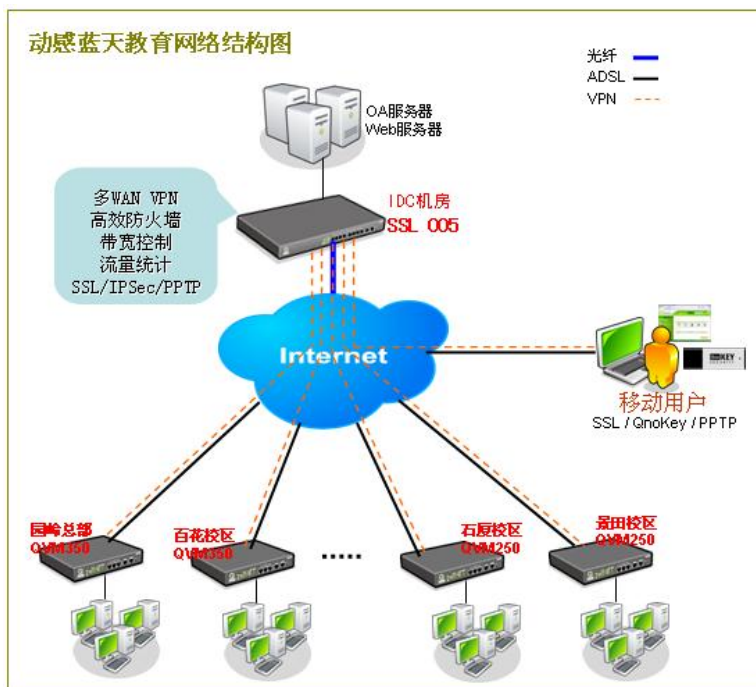 动感蓝天教育网络结构图
光纤
ADSL
VPN
OA服务器
Web服务器
多WAN VPN
高效防火墙
带宽控制
流量统计
SSL/IPSec/PPTP
IDC机房
SSL 005
Internet
移动用户
SSL / QnoKey / PPTP
园岭总部
QVM350
百花校区
QVM350
.....
石厦校区
QVM250
景田校区
QVM250